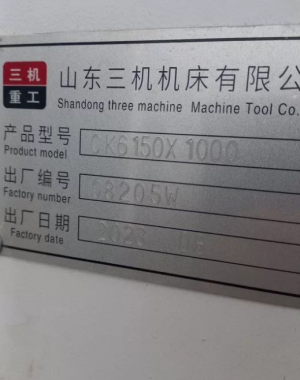 三机
重工
山东三机机床有限公
Shandong three machine Machine Tool Co.
产品型号 CK6150X1000
Product model
出厂编号 08205W
Factory number
出厂日期
Factory date